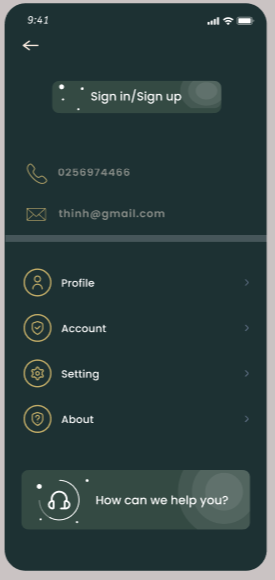 9:41
Sign in/Sign up
0256974466
thinh@gmail.com
Profile
Account
Setting
About
How can we help you?